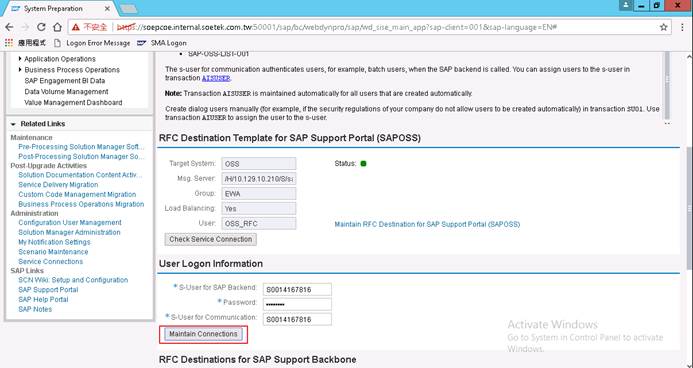 System Preparation
不安全
https://soepcoe.internal.soetek.com.tw:50001/sap/bc/webdynpro/sap/wd_sise_main_app?sap-client=001&sap-language=EN#
應用程式
Logon Error Message
SMA Logon
Application Operations
Business Process Operations
SAP Engagement BI Data
Data Volume Management
Value Management Dashboard
Related Links
Maintenance
Pre-Processing Solution Manager Soft...
Post-Processing Solution Manager So...
Post-Upgrade Activities
Solution Documentation Content Activ...
Service Delivery Migration
Custom Code Management Migration
Business Process Operations Migration
Administration
Configuration User Management
Solution Manager Administration
My Notification Settings
Scenario Maintenance
Service Connections
SAP Links
SCN Wiki: Setup and Configuration
SAP Support Portal
SAP Help Portal
SAP Notes
SAP-OSS-LIST-O01
The s-user for communication authenticates users, for example, batch users, when the SAP backend is called. You can assign users to the s-user in
transaction AISUSER.
Note: Transaction AISUSER is maintained automatically for all users that are created automatically.
Create dialog users manually (for example, if the security regulations of your company do not allow users to be created automatically) in transaction SU01. Use
transaction AIUSER to assign the user to the s-user.
RFC Destination Template for SAP Support Portal (SAPOSS)
Target System: OSS
Status:
Msg. Server: /H/10.129.10.210/S/sa
Group: EWA
Load Balancing: Yes
User: OSS_RFC
Maintain RFC Destination for SAP Support Portal (SAPOSS)
Check Service Connection
User Logon Information
* S-User for SAP Backend: S0014167816
* Password: ••••••••
* S-User for Communication: S0014167816
Maintain Connections
Activate Windows
Go to System in Control Panel to activate
Windows.
RFC Destinations for SAP Support Backbone